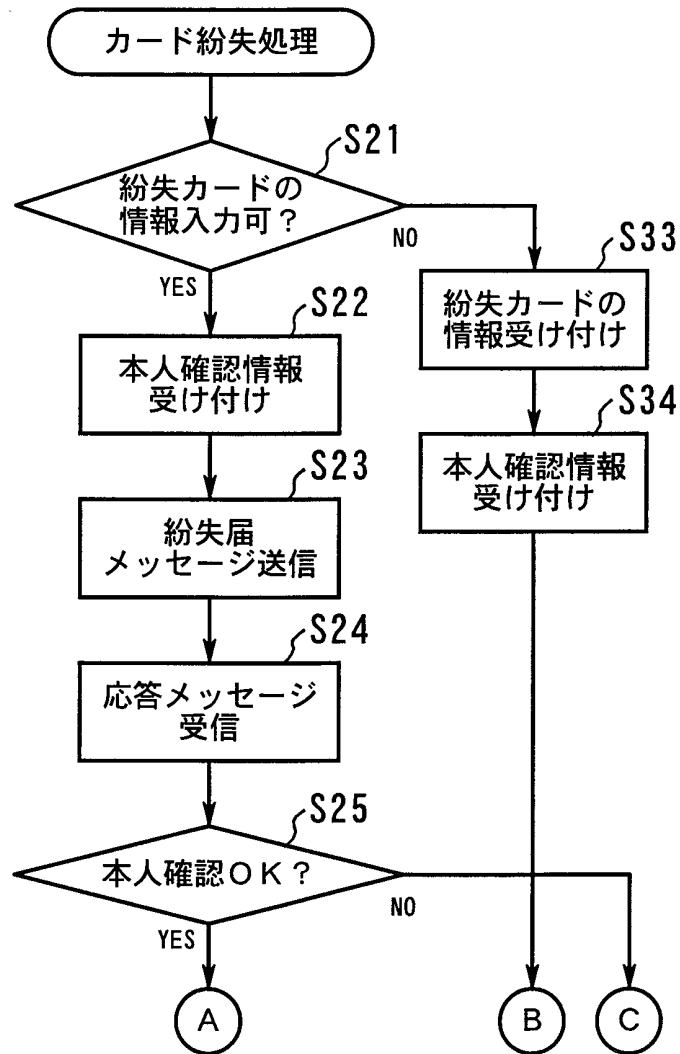 カード紛失処理
S21
紛失カードの
情報入力可？
NO
YES
S33
紛失カードの
情報受け付け
S22
本人確認情報
受け付け
S34
本人確認情報
受け付け
S23
紛失届
メッセージ送信
S24
応答メッセージ
受信
S25
本人確認ＯＫ？
NO
YES
A
B
C